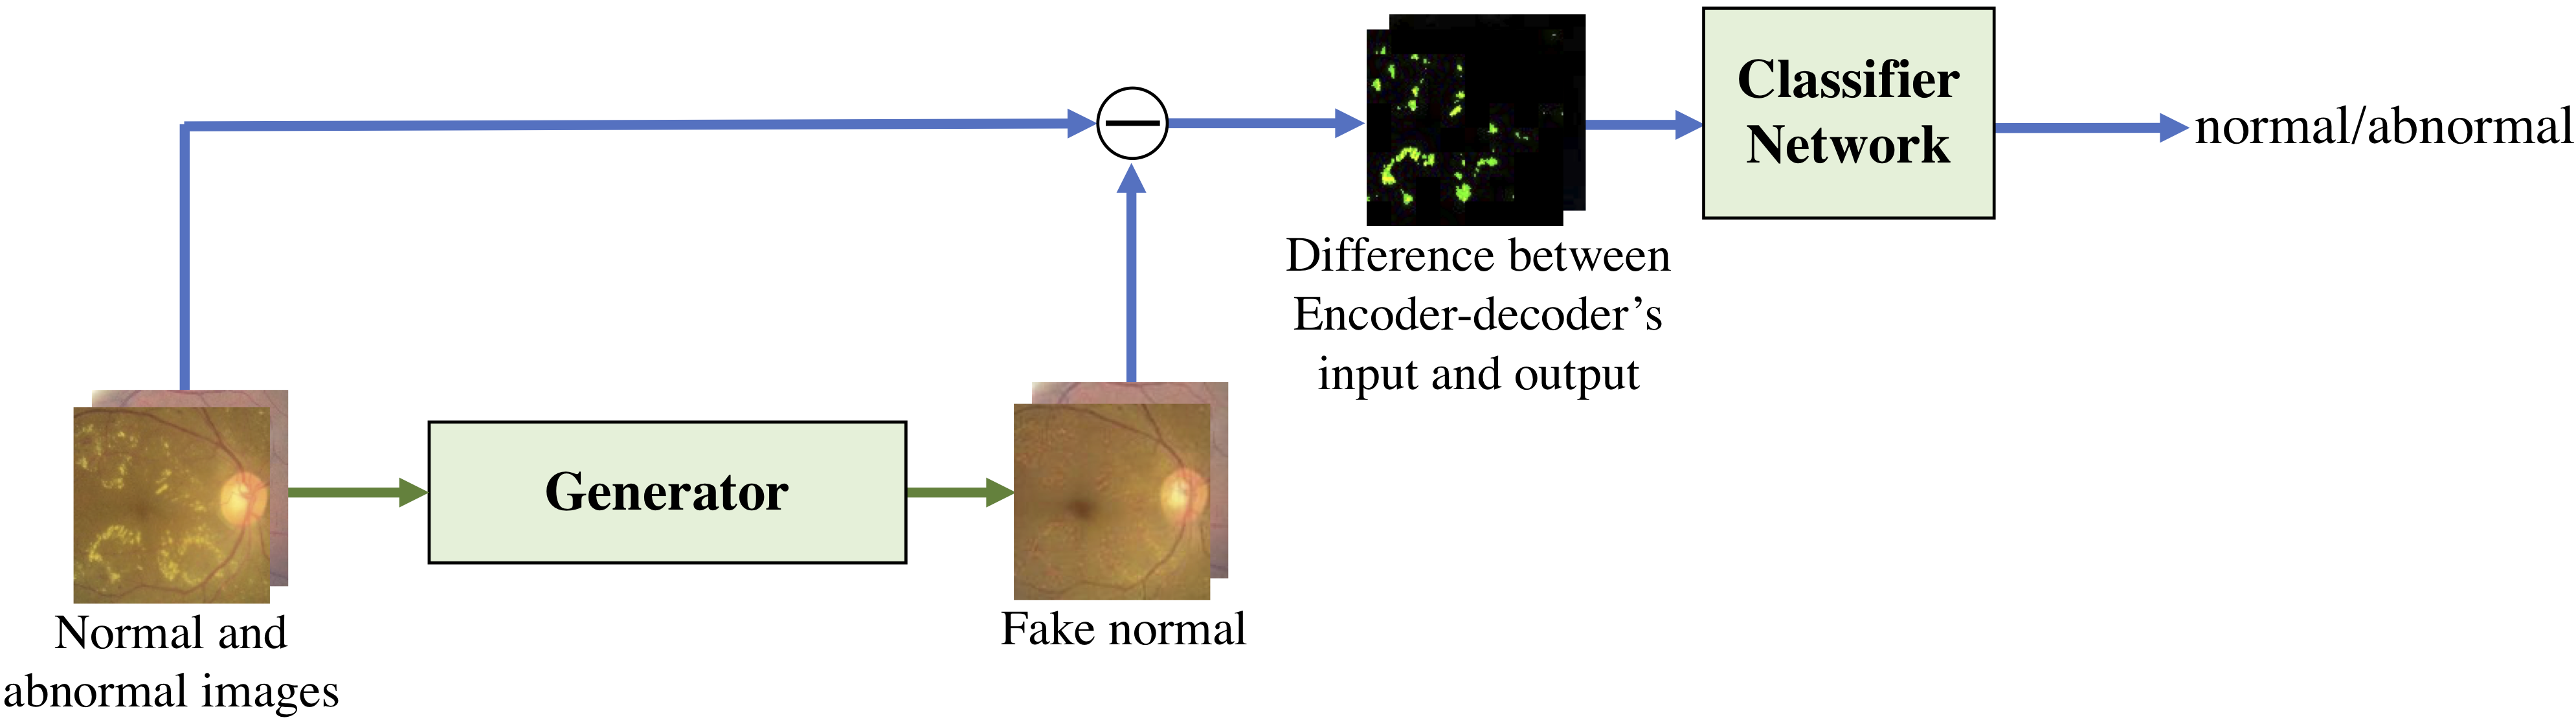 Classifier
Network
normal/abnormal
Difference between
Encoder-decoder’s
input and output
Generator
Normal and
abnormal images
Fake normal